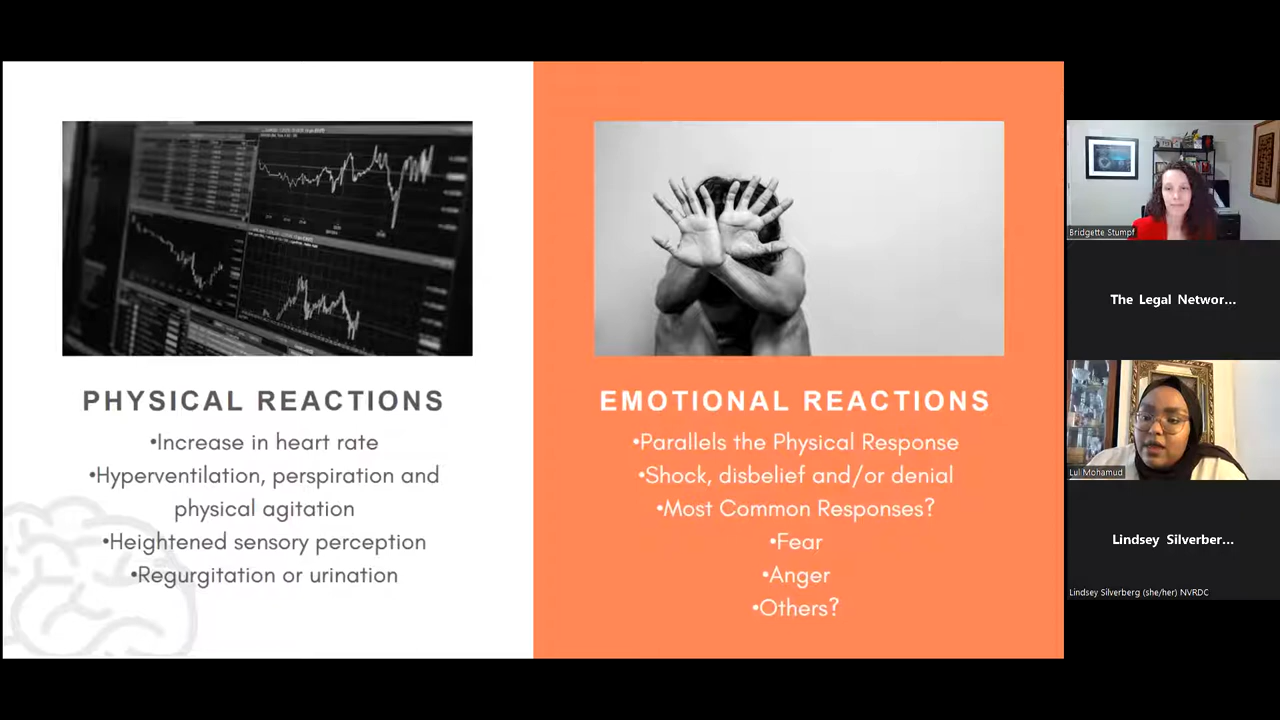 PHYSICAL REACTIONS
•Increase in heart rate
•Hyperventilation, perspiration and
physical agitation
•Heightened sensory perception
•Regurgitation or urination
EMOTIONAL REACTIONS
•Parallels the Physical Response
•Shock, disbelief and/or denial
•Most Common Responses?
•Fear
•Anger
•Others?
Bridgette Stumpf
The Legal Networ...
Lul Mohamud
Lindsey Silverber...
Lindsey Silverberg (she/her) NVRDC